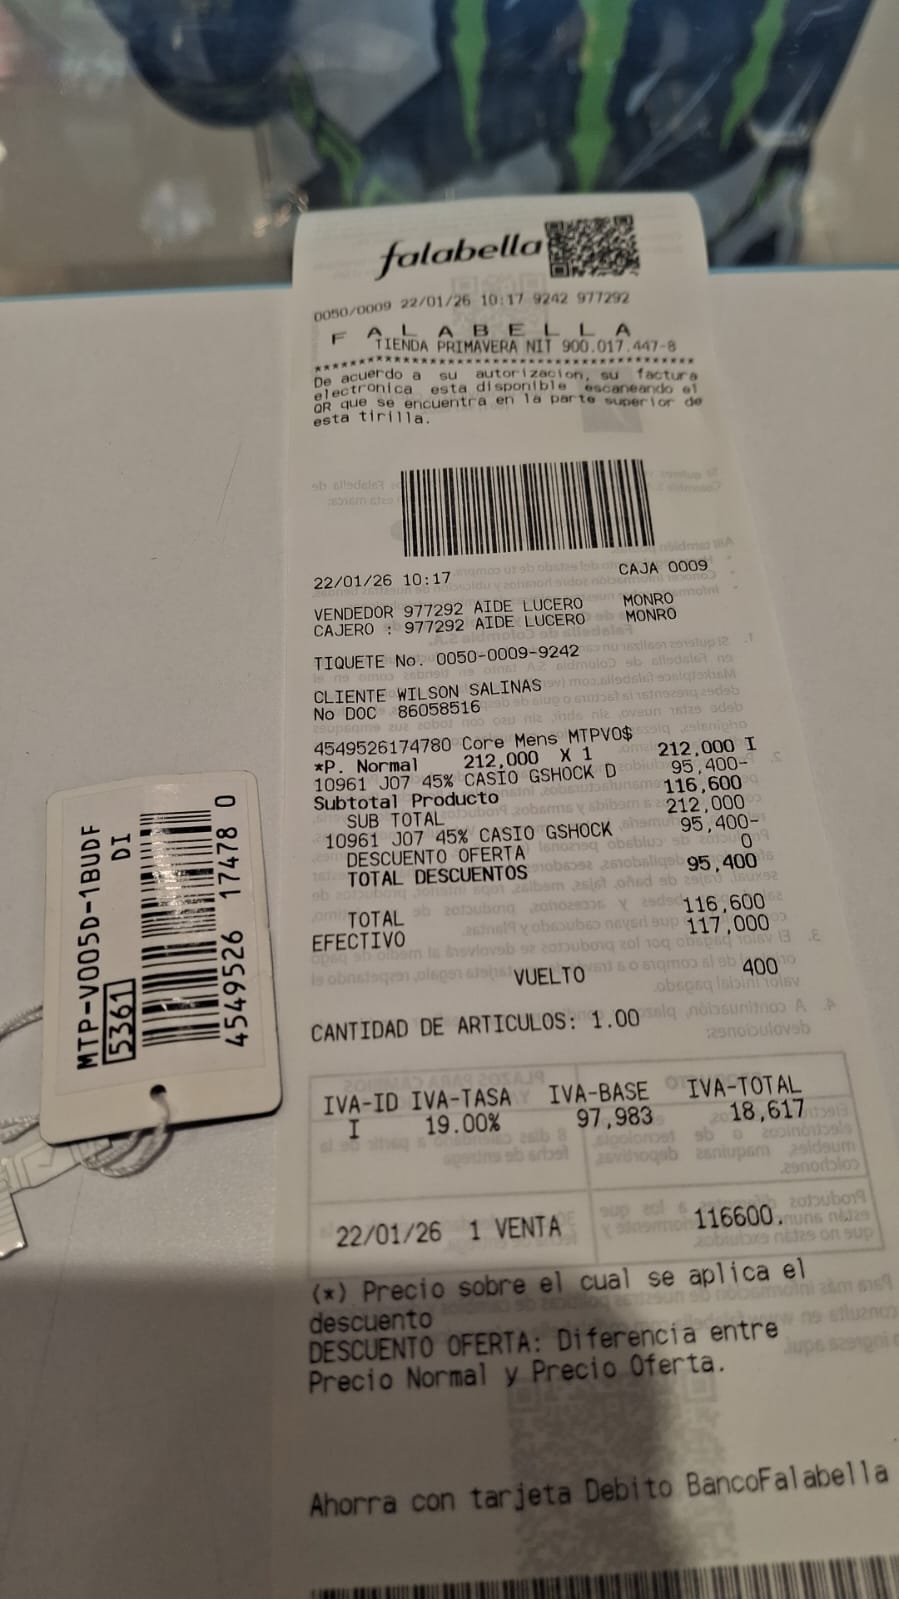 falabella
0050/0009 22/01/26 10:17 9242 977292
F A L A B E L L A
TIENDA PRIMAVERA NIT 900.017.447-8
****************************************************
De acuerdo a su autorizacion, su factura
electronica esta disponible escaneando el
QR que se encuentra en la parte superior de
esta tirilla.
22/01/26 10:17 CAJA 0009
VENDEDOR 977292 AIDE LUCERO MONRO
CAJERO : 977292 AIDE LUCERO MONRO
TIQUETE No. 0050-0009-9242
CLIENTE WILSON SALINAS
No DOC 86058516
4549526174780 Core Mens MTPV0$ 212,000 I
*P. Normal 212,000 X 1
10961 J07 45% CASIO GSHOCK D 95,400-
Subtotal Producto 116,600
SUB TOTAL 212,000
10961 J07 45% CASIO GSHOCK 95,400-
DESCUENTO OFERTA 0
TOTAL DESCUENTOS 95,400
TOTAL 116,600
EFECTIVO 117,000
VUELTO 400
CANTIDAD DE ARTICULOS: 1.00
IVA-ID IVA-TASA IVA-BASE IVA-TOTAL
I 19.00% 97,983 18,617
22/01/26 1 VENTA 116600.
(*) Precio sobre el cual se aplica el
descuento
DESCUENTO OFERTA: Diferencia entre
Precio Normal y Precio Oferta.
Ahorra con tarjeta Debito BancoFalabella
MTP-V005D-1BUDF
DI
5361
4549526 17478 0